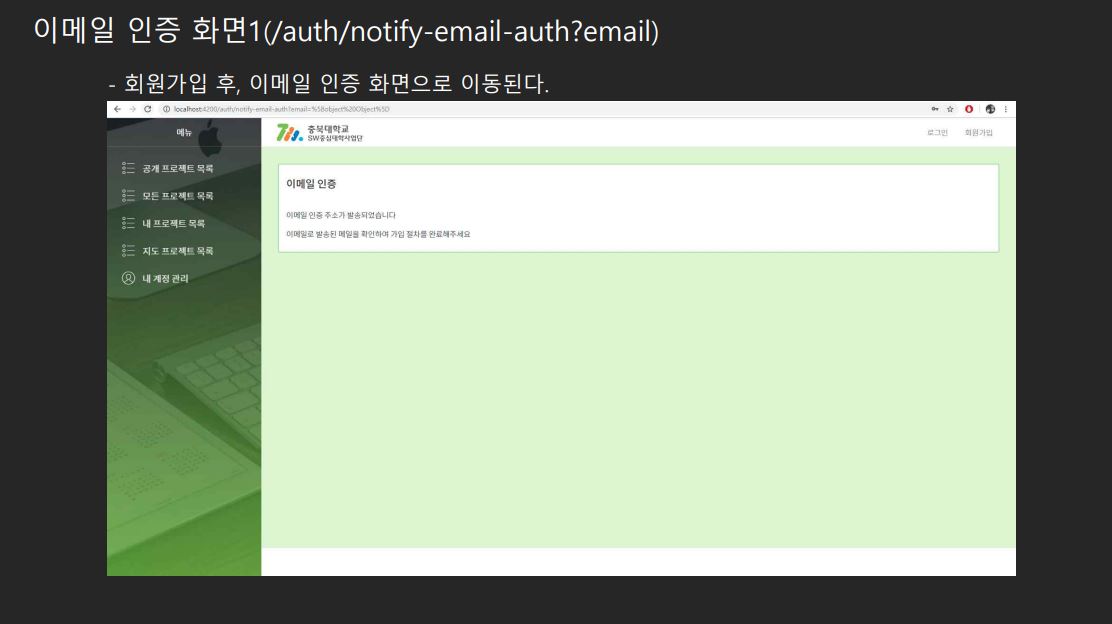 이메일 인증 화면1(/auth/notify-email-auth?email)
- 회원가입 후, 이메일 인증 화면으로 이동된다.
localhost:4200/auth/notify-email-auth?email=%5Bobject%20Object%5D
메뉴
충북대학교
SW중심대학사업단
로그인 회원가입
공개 프로젝트 목록
모든 프로젝트 목록
내 프로젝트 목록
지도 프로젝트 목록
내 계정 관리
이메일 인증
이메일 인증 주소가 발송되었습니다
이메일로 발송된 메일을 확인하여 가입 절차를 완료해주세요